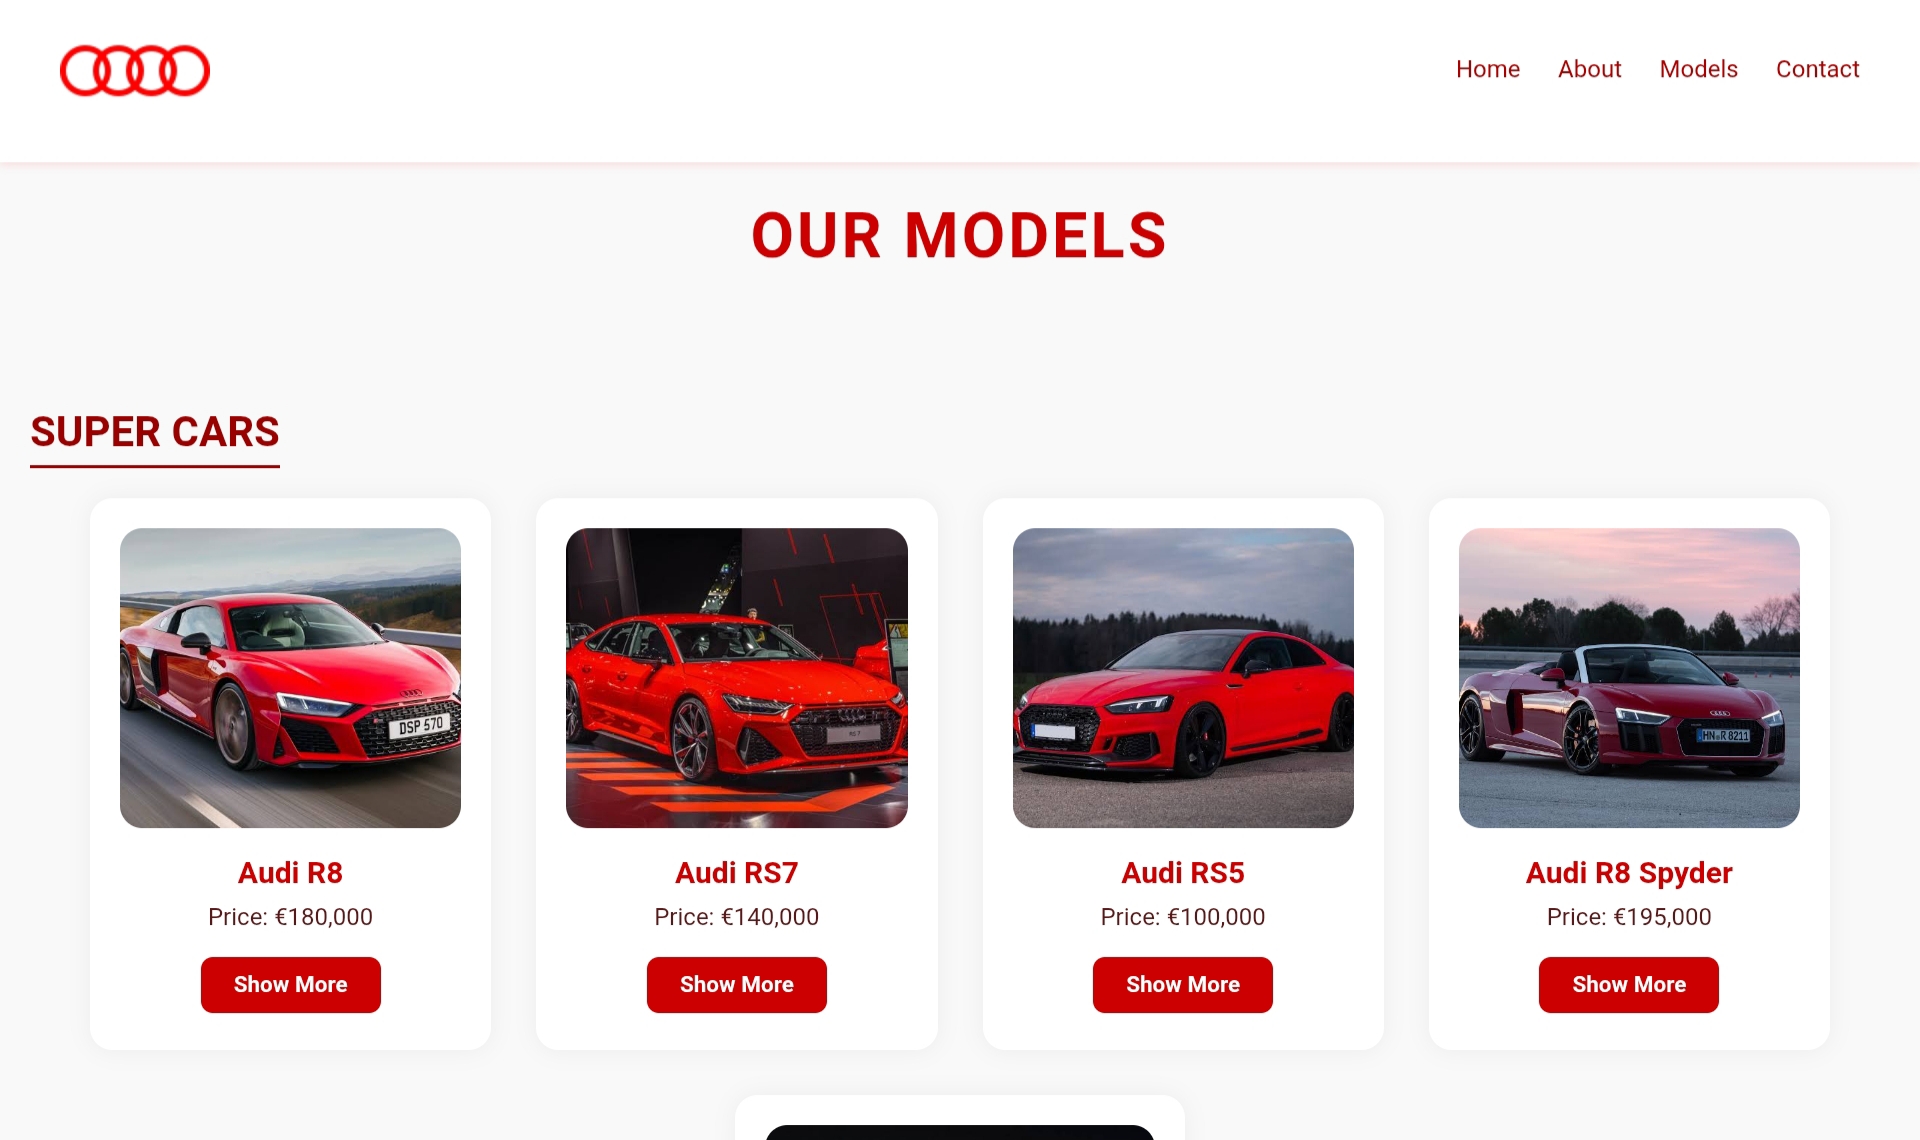 Home About Models Contact
OUR MODELS
SUPER CARS
DSP 570
RS 7
HN R 8211
Audi R8
Price: €180,000
Show More
Audi RS7
Price: €140,000
Show More
Audi RS5
Price: €100,000
Show More
Audi R8 Spyder
Price: €195,000
Show More